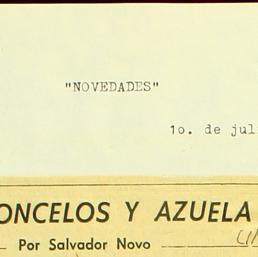 "NOVEDADES"
1o. de jul
ONCELOS Y AZUELA
Por Salvador Novo